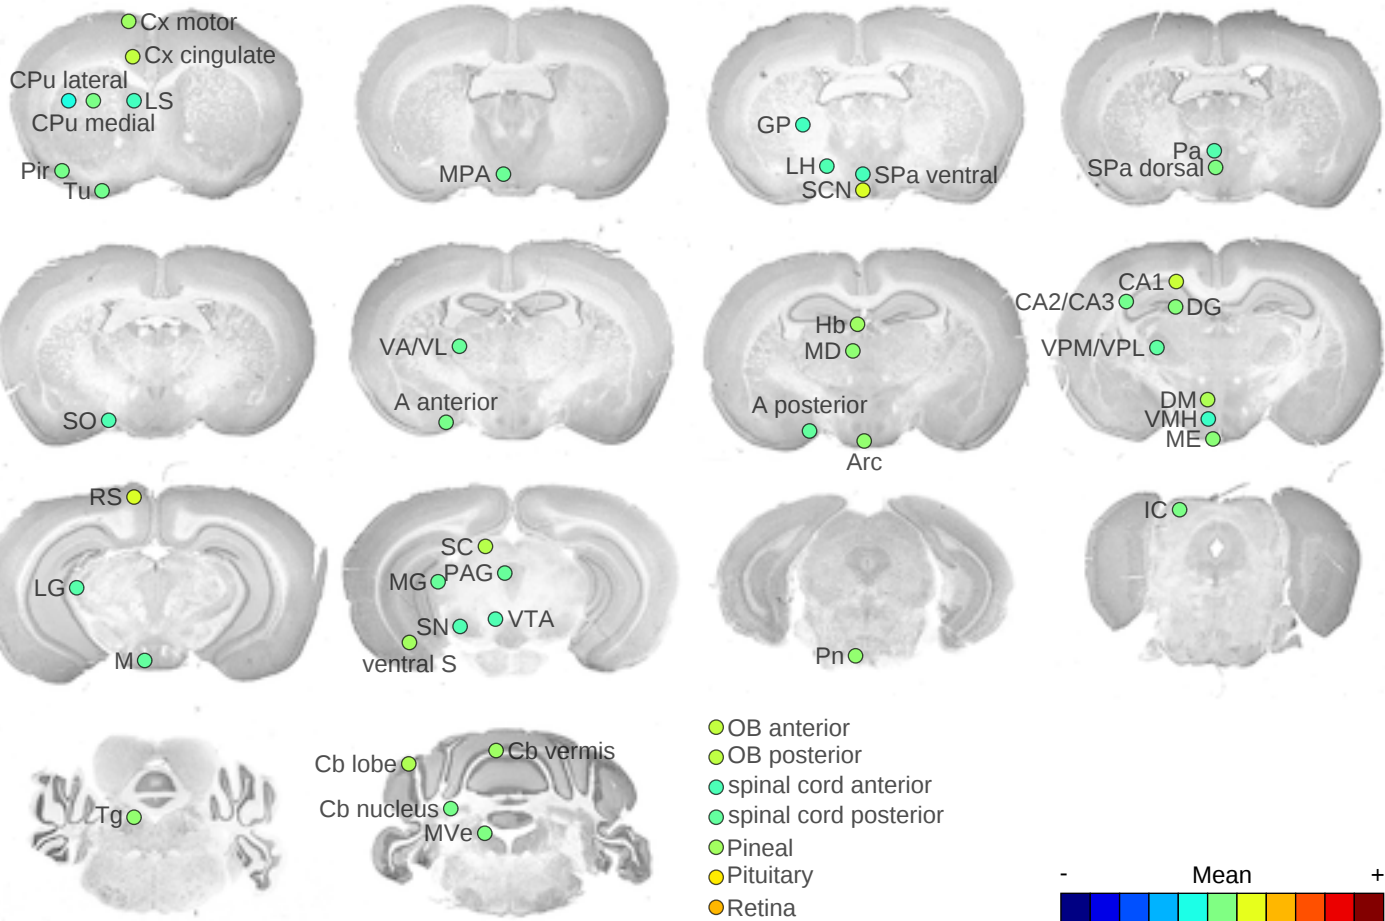 Cx motor
Cx cingulate
CPu lateral
LS
CPu medial
Pir
Tu
MPA
GP
LH
SPa ventral
SCN
Pa
SPa dorsal
SO
VA/VL
A anterior
Hb
MD
A posterior
Arc
CA1
CA2/CA3
DG
VPM/VPL
DM
VMH
ME
RS
LG
M
SC
MG
PAG
SN
VTA
ventral S
Pn
IC
Tg
Cb lobe
Cb vermis
Cb nucleus
MVe
OB anterior
OB posterior
spinal cord anterior
spinal cord posterior
Pineal
Pituitary
Retina
- Mean +